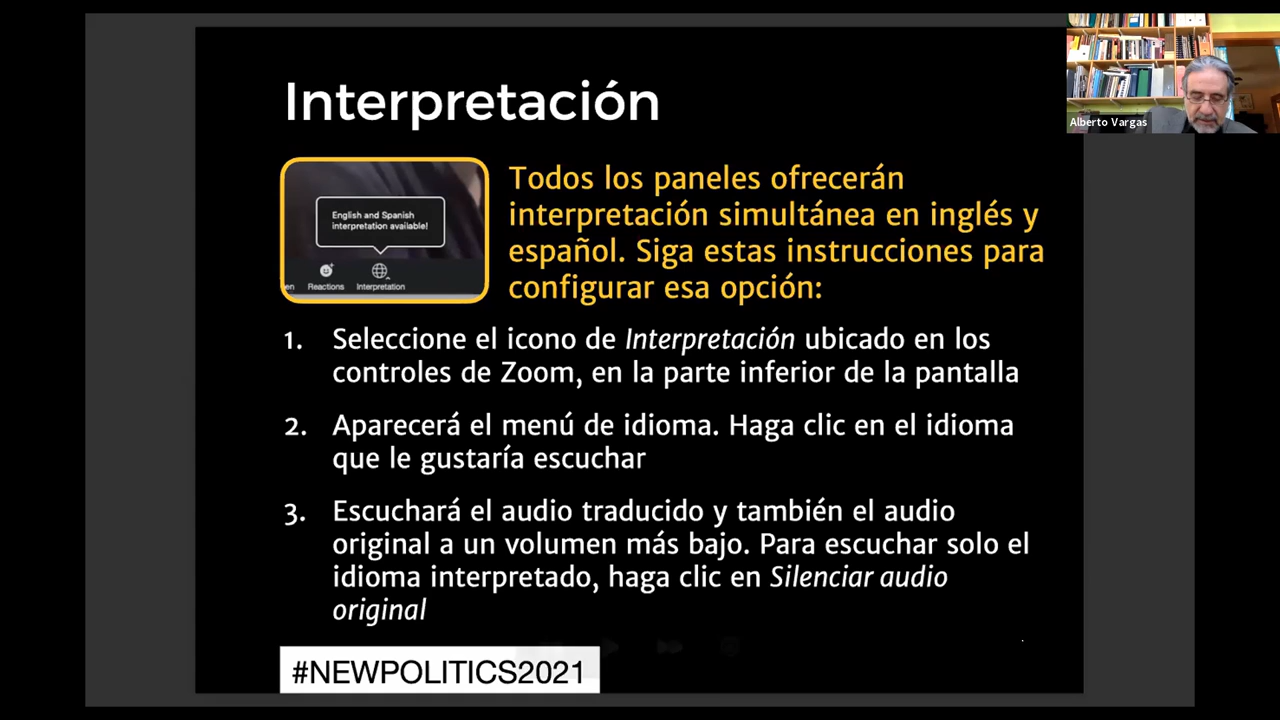 Interpretación
Alberto Vargas
English and Spanish
interpretation available!
en
Reactions
Interpretation
Todos los paneles ofrecerán
interpretación simultánea en inglés y
español. Siga estas instrucciones para
configurar esa opción:
1. Seleccione el icono de Interpretación ubicado en los
controles de Zoom, en la parte inferior de la pantalla
2. Aparecerá el menú de idioma. Haga clic en el idioma
que le gustaría escuchar
3. Escuchará el audio traducido y también el audio
original a un volumen más bajo. Para escuchar solo el
idioma interpretado, haga clic en Silenciar audio
original
#NEWPOLITICS2021